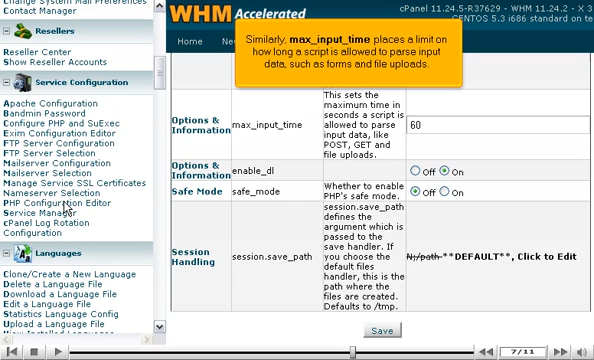 Change System Mail Preferences
Contact Manager
Resellers
Reseller Center
Show Reseller Accounts
Service Configuration
Apache Configuration
Bandmin Password
Configure PHP and SuExec
Exim Configuration Editor
FTP Server Configuration
FTP Server Selection
Mailserver Configuration
Mailserver Selection
Manage Service SSL Certificates
Nameserver Selection
PHP Configuration Editor
Service Manager
cPanel Log Rotation
Configuration
Languages
Clone/Create a New Language
Delete a Language File
Download a Language File
Edit a Language File
Statistics Language Config
Upload a Language File
View Installed Languages
WHM Accelerated
cPanel 11.24.5-R37629 - WHM 11.24.2 - X 3
CENTOS 5.3 i686 standard on
Home
Similarly, max_input_time places a limit on
how long a script is allowed to parse input
data, such as forms and file uploads.
Options &
Information
max_input_time
This sets the
maximum time in
seconds a script is
allowed to parse
input data, like
POST, GET and
file uploads.
60
Options &
Information
enable_dl
Off On
Safe Mode
safe_mode
Whether to enable
PHP's safe mode.
Off On
Session
Handling
session.save_path
session.save_path
defines the
argument which is
passed to the
save handler. If
you choose the
default files
handler, this is the
path where the
files are created.
Defaults to /tmp.
N;/path **DEFAULT**, Click to Edit
Save
7/11